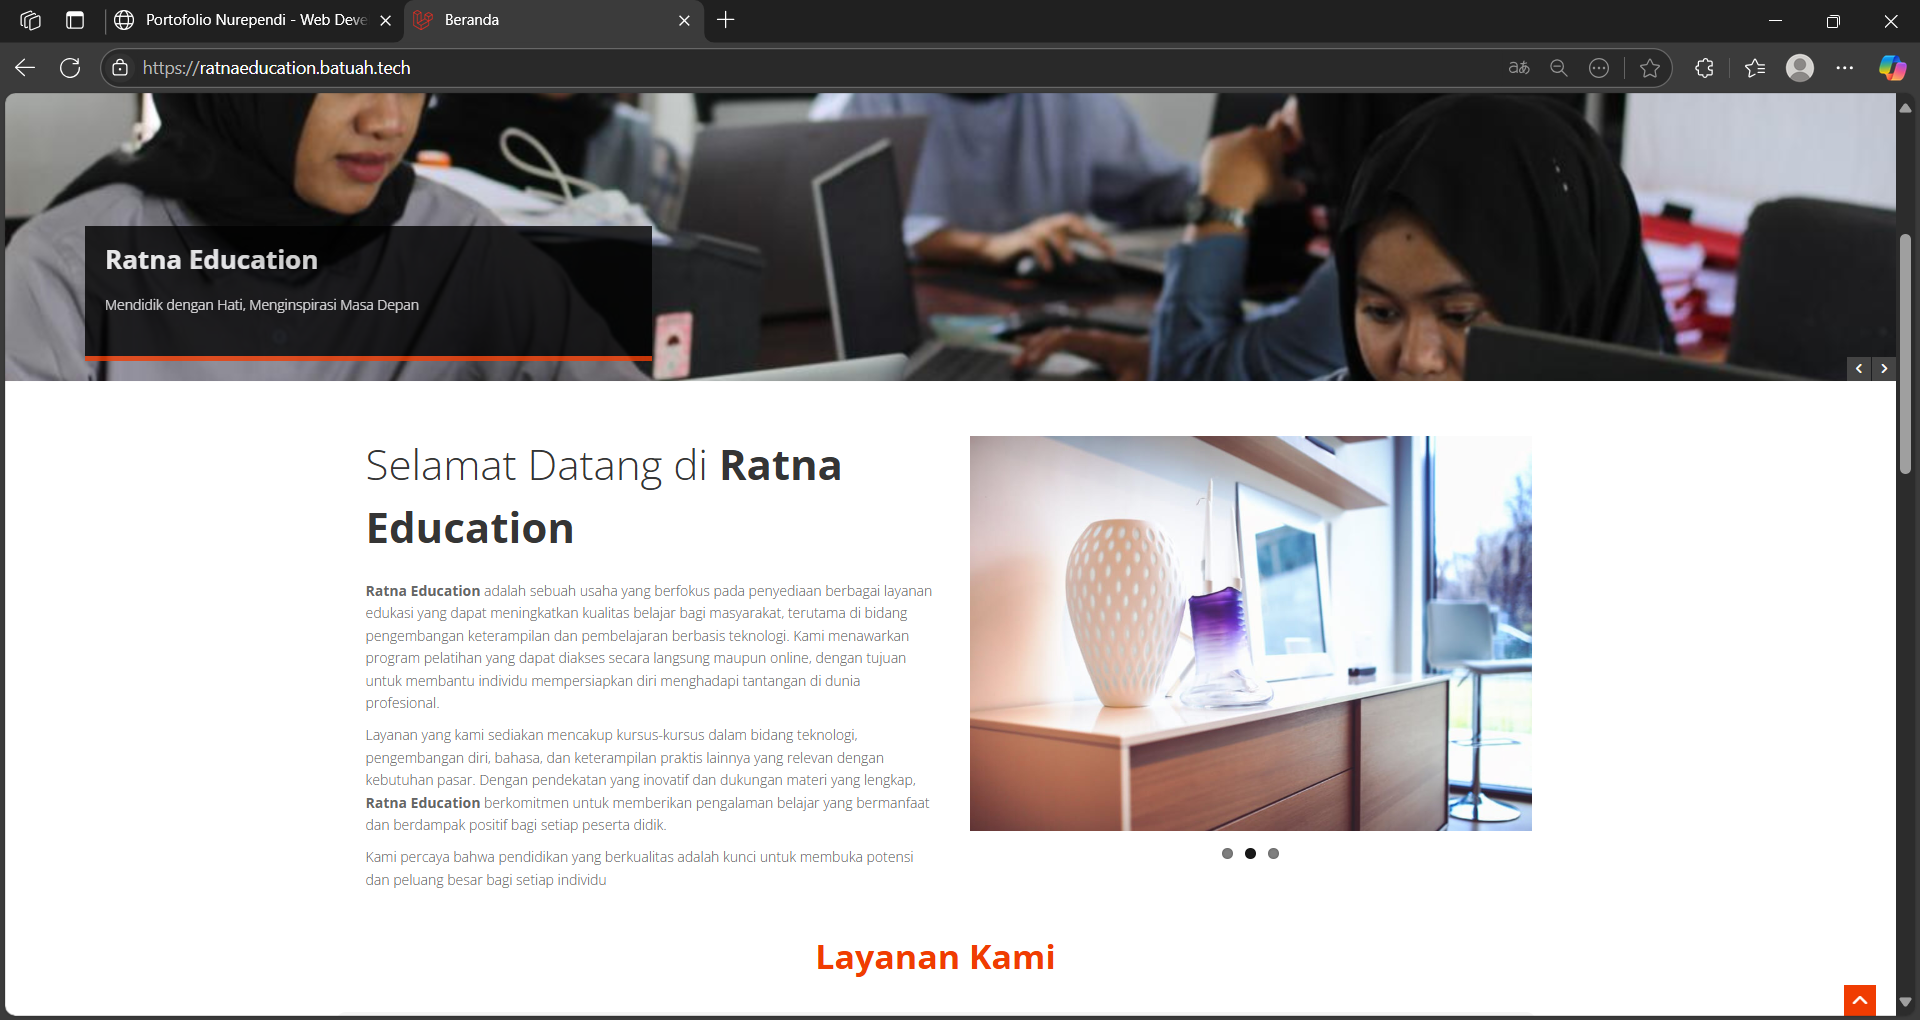 Portofolio Nurependi - Web Deve
Beranda
https://ratnaeducation.batuah.tech
Ratna Education
Mendidik dengan Hati, Menginspirasi Masa Depan
Selamat Datang di Ratna
Education
Ratna Education adalah sebuah usaha yang berfokus pada penyediaan berbagai layanan
edukasi yang dapat meningkatkan kualitas belajar bagi masyarakat, terutama di bidang
pengembangan keterampilan dan pembelajaran berbasis teknologi. Kami menawarkan
program pelatihan yang dapat diakses secara langsung maupun online, dengan tujuan
untuk membantu individu mempersiapkan diri menghadapi tantangan di dunia
profesional.
Layanan yang kami sediakan mencakup kursus-kursus dalam bidang teknologi,
pengembangan diri, bahasa, dan keterampilan praktis lainnya yang relevan dengan
kebutuhan pasar. Dengan pendekatan yang inovatif dan dukungan materi yang lengkap,
Ratna Education berkomitmen untuk memberikan pengalaman belajar yang bermanfaat
dan berdampak positif bagi setiap peserta didik.
Kami percaya bahwa pendidikan yang berkualitas adalah kunci untuk membuka potensi
dan peluang besar bagi setiap individu
Layanan Kami